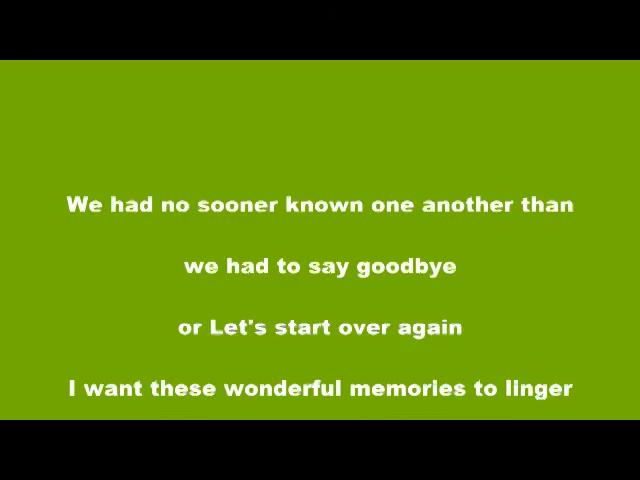 We had no sooner known one another than
we had to say goodbye
or Let's start over again
I want these wonderful memories to linger